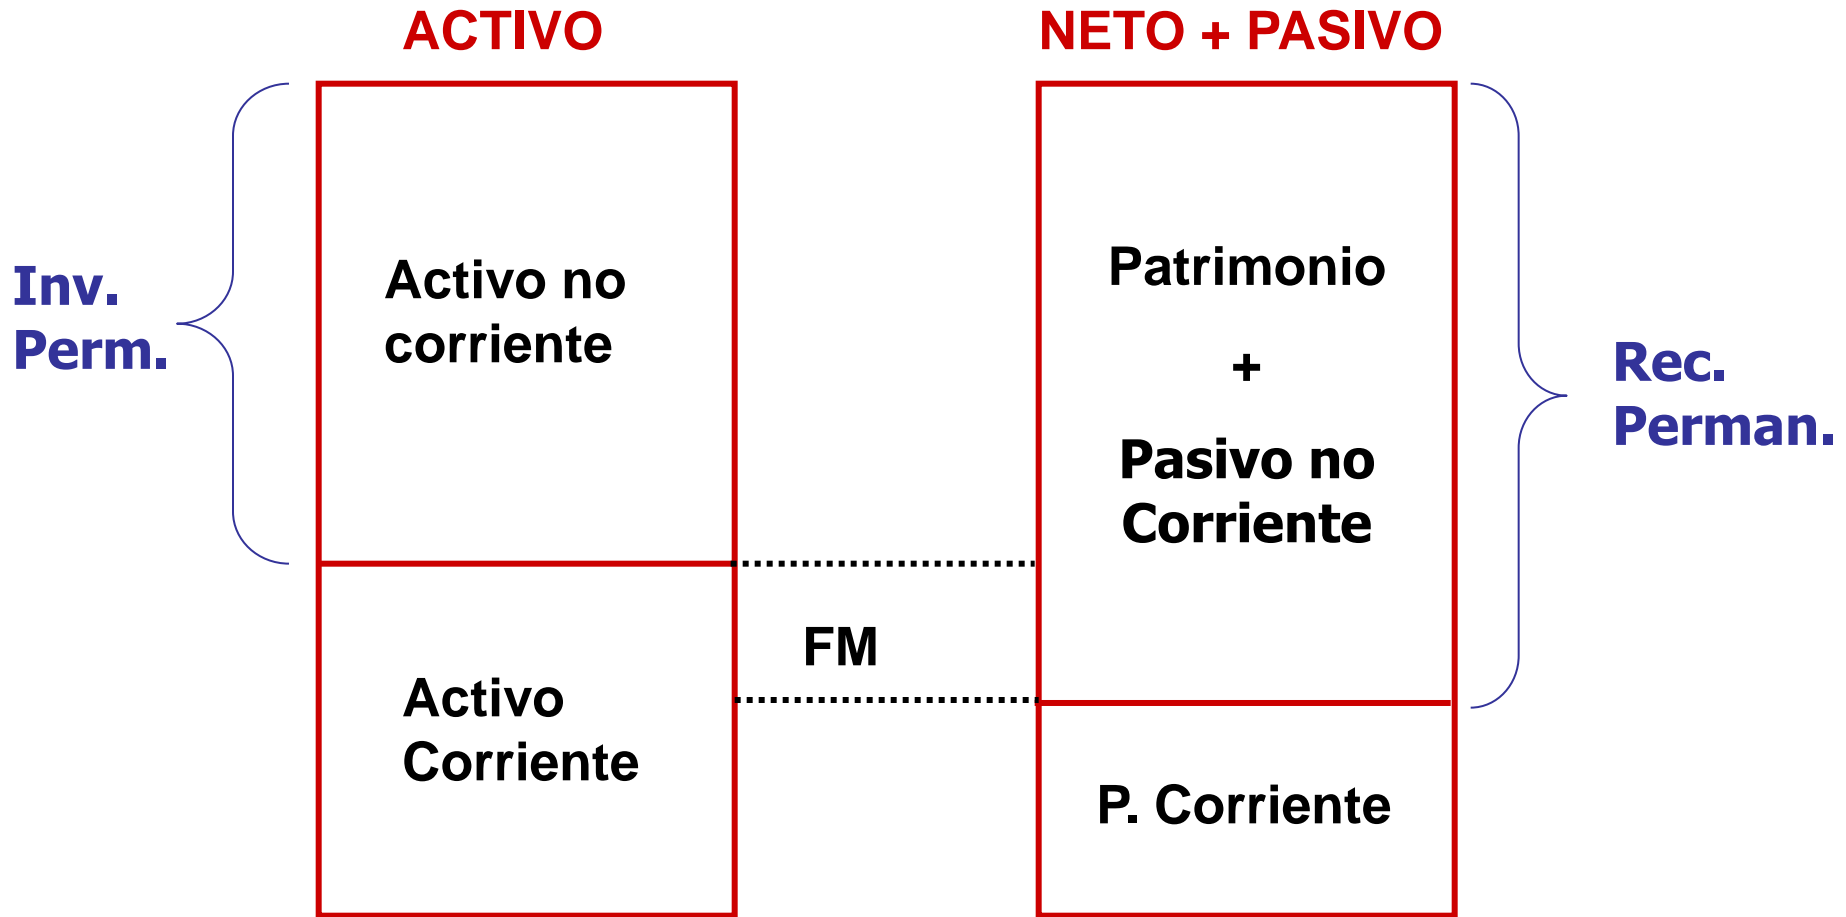 ACTIVO
NETO + PASIVO
Inv.
Perm.
Activo no
corriente
Patrimonio
+
Pasivo no
Corriente
Rec.
Perman.
FM
Activo
Corriente
P. Corriente